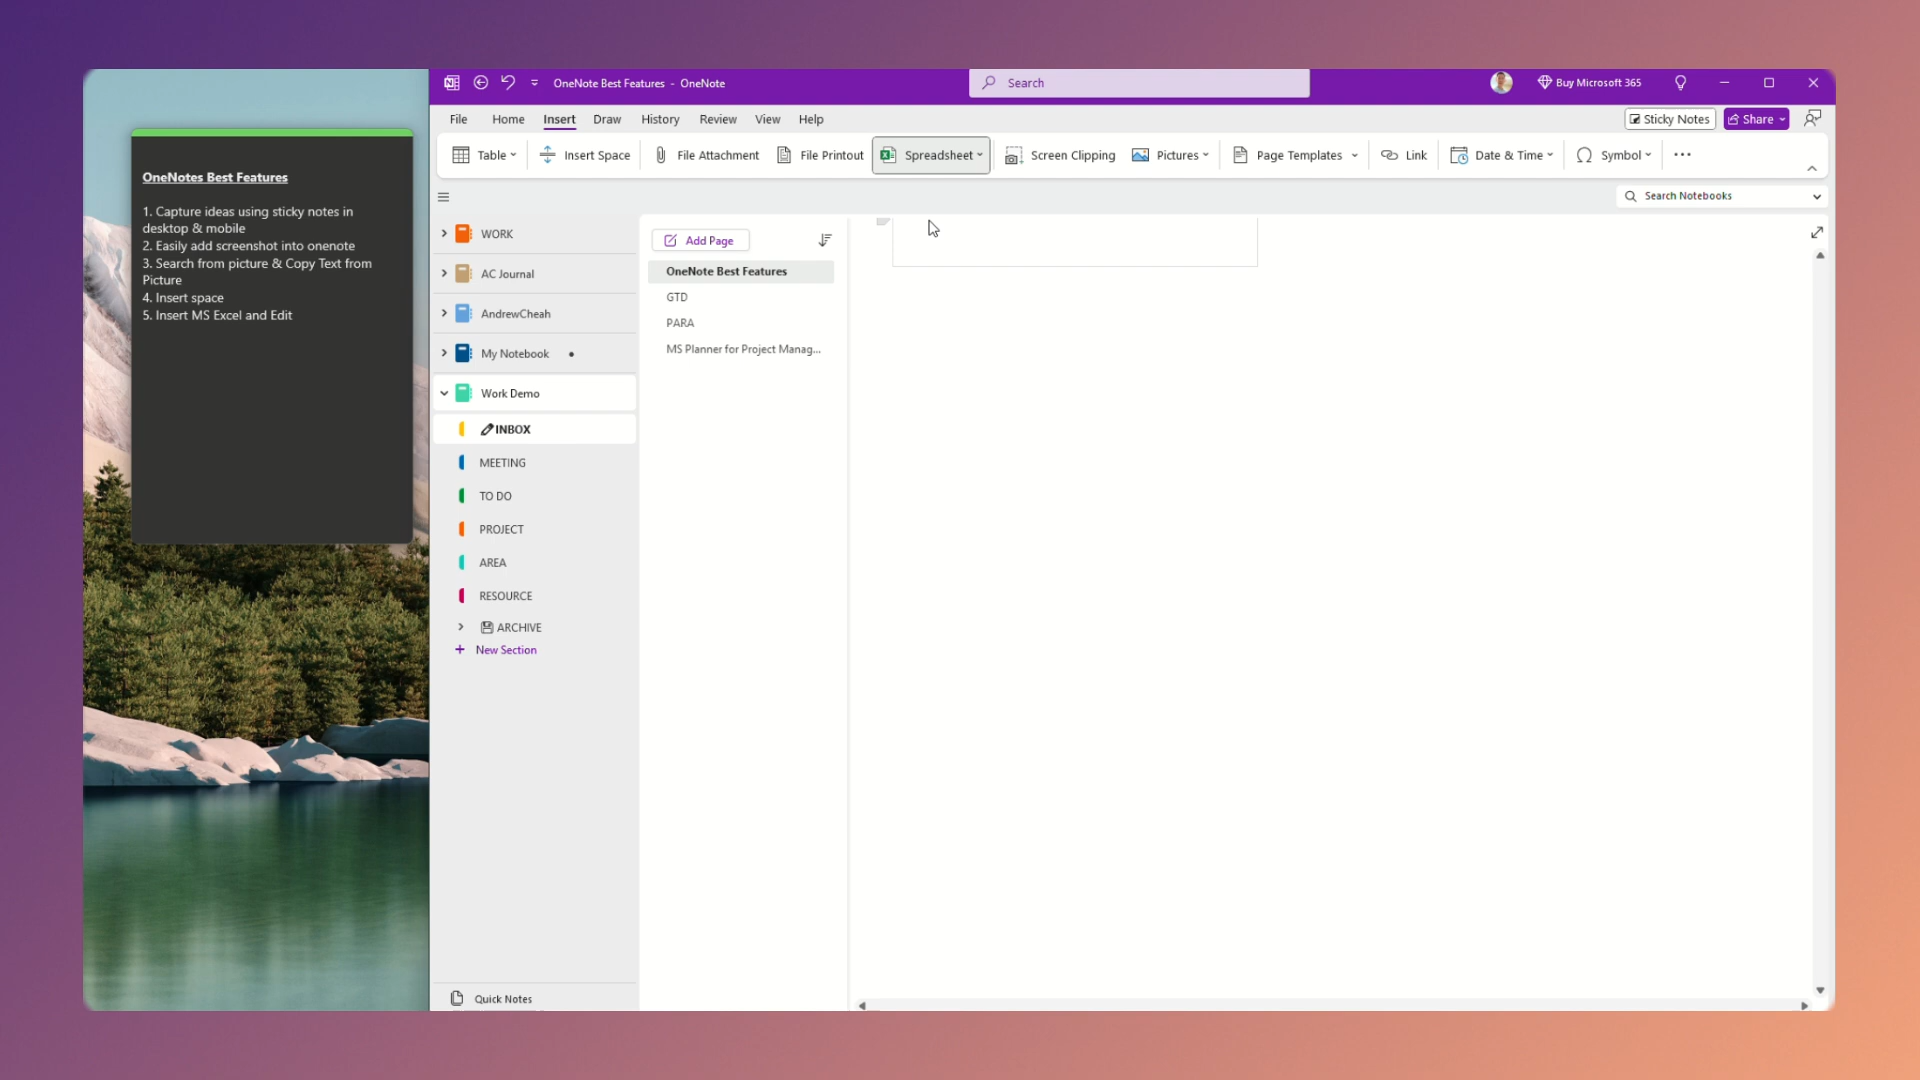 OneNotes Best Features
1. Capture ideas using sticky notes in
desktop & mobile
2. Easily add screenshot into onenote
3. Search from picture & Copy Text from
Picture
4. Insert space
5. Insert MS Excel and Edit
OneNote Best Features - OneNote
Search
Buy Microsoft 365
File Home Insert Draw History Review View Help
Sticky Notes Share
Table Insert Space File Attachment File Printout Spreadsheet Screen Clipping Pictures Page Templates Link Date & Time Symbol
Search Notebooks
WORK
AC Journal
AndrewCheah
My Notebook
Work Demo
INBOX
MEETING
TO DO
PROJECT
AREA
RESOURCE
ARCHIVE
New Section
Quick Notes
Add Page
OneNote Best Features
GTD
PARA
MS Planner for Project Manag...